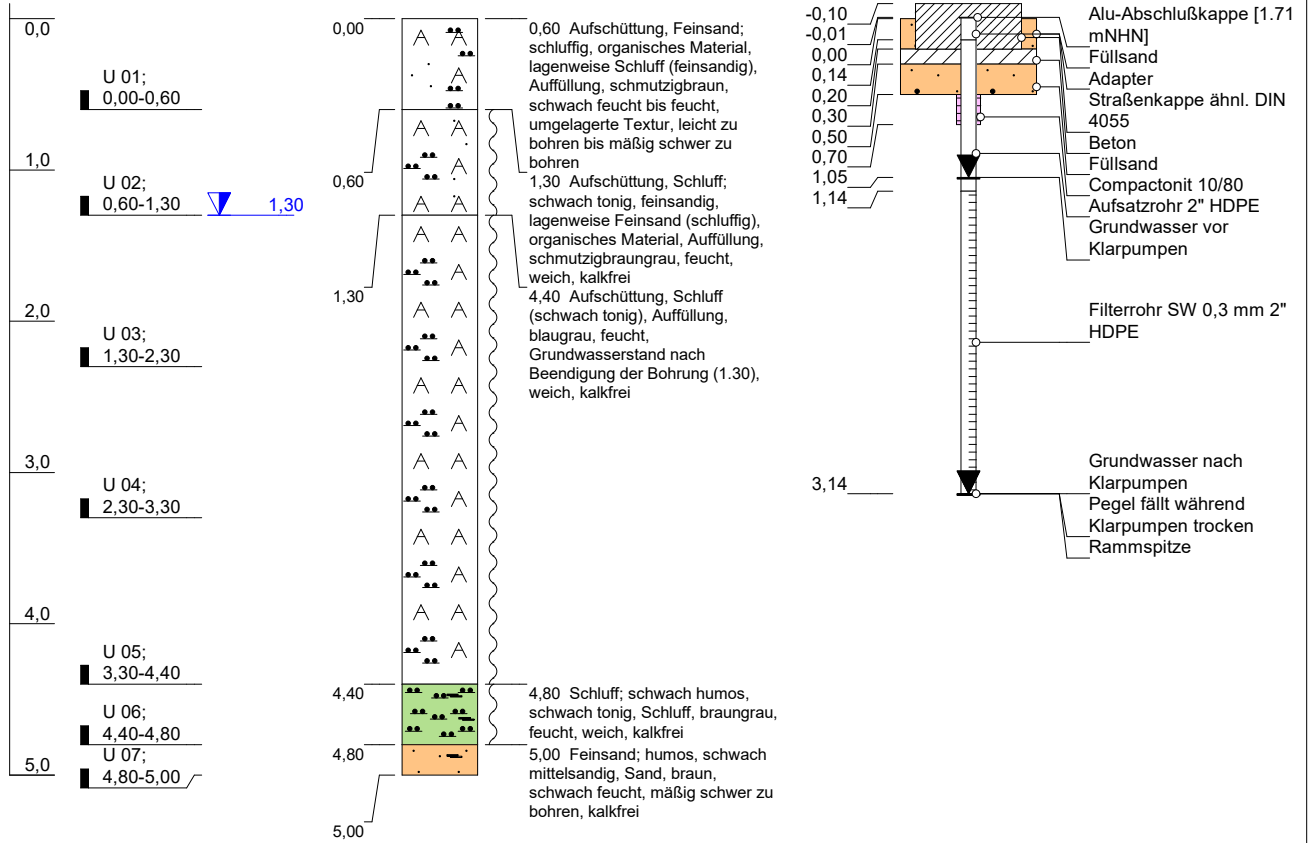 0,0
1,0
2,0
3,0
4,0
5,0
U 01;
0,00-0,60
U 02;
0,60-1,30
1,30
U 03;
1,30-2,30
U 04;
2,30-3,30
U 05;
3,30-4,40
U 06;
4,40-4,80
U 07;
4,80-5,00
0,00
0,60
1,30
4,40
4,80
5,00
0,60 Aufschüttung, Feinsand;
schluffig, organisches Material,
lagenweise Schluff (feinsandig),
Auffüllung, schmutzigbraun,
schwach feucht bis feucht,
umgelagerte Textur, leicht zu
bohren bis mäßig schwer zu
bohren
1,30 Aufschüttung, Schluff;
schwach tonig, feinsandig,
lagenweise Feinsand (schluffig),
organisches Material, Auffüllung,
schmutzigbraungrau, feucht,
weich, kalkfrei
4,40 Aufschüttung, Schluff
(schwach tonig), Auffüllung,
blaugrau, feucht,
Grundwasserstand nach
Beendigung der Bohrung (1.30),
weich, kalkfrei
4,80 Schluff; schwach humos,
schwach tonig, Schluff, braungrau,
feucht, weich, kalkfrei
5,00 Feinsand; humos, schwach
mittelsandig, Sand, braun,
schwach feucht, mäßig schwer zu
bohren, kalkfrei
-0,10
-0,01
0,00
0,14
0,20
0,30
0,50
0,70
1,05
1,14
3,14
Alu-Abschlußkappe [1.71
mNHN]
Füllsand
Adapter
Straßenkappe ähnl. DIN
4055
Beton
Füllsand
Compactonit 10/80
Aufsatzrohr 2" HDPE
Grundwasser vor
Klarpumpen
Filterrohr SW 0,3 mm 2"
HDPE
Grundwasser nach
Klarpumpen
Pegel fällt während
Klarpumpen trocken
Rammspitze